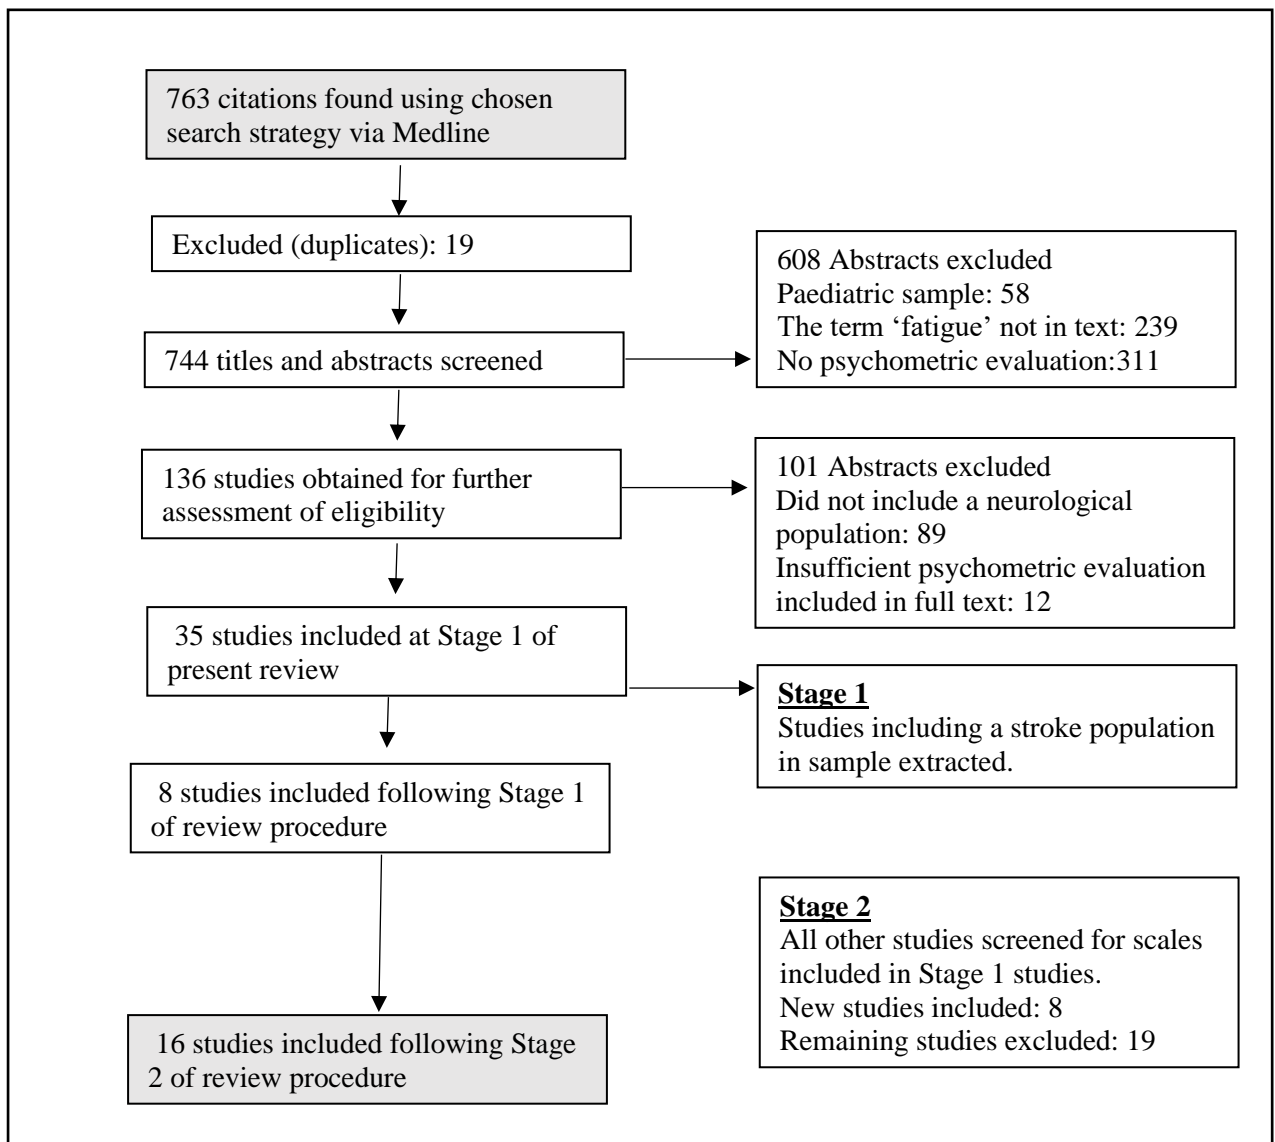 763 citations found using chosen
search strategy via Medline
Excluded (duplicates): 19
744 titles and abstracts screened
608 Abstracts excluded
Paediatric sample: 58
The term ‘fatigue’ not in text: 239
No psychometric evaluation:311
136 studies obtained for further
assessment of eligibility
101 Abstracts excluded
Did not include a neurological
population: 89
Insufficient psychometric evaluation
included in full text: 12
35 studies included at Stage 1 of
present review
Stage 1
Studies including a stroke population
in sample extracted.
8 studies included following Stage 1
of review procedure
Stage 2
All other studies screened for scales
included in Stage 1 studies.
New studies included: 8
Remaining studies excluded: 19
16 studies included following Stage
2 of review procedure